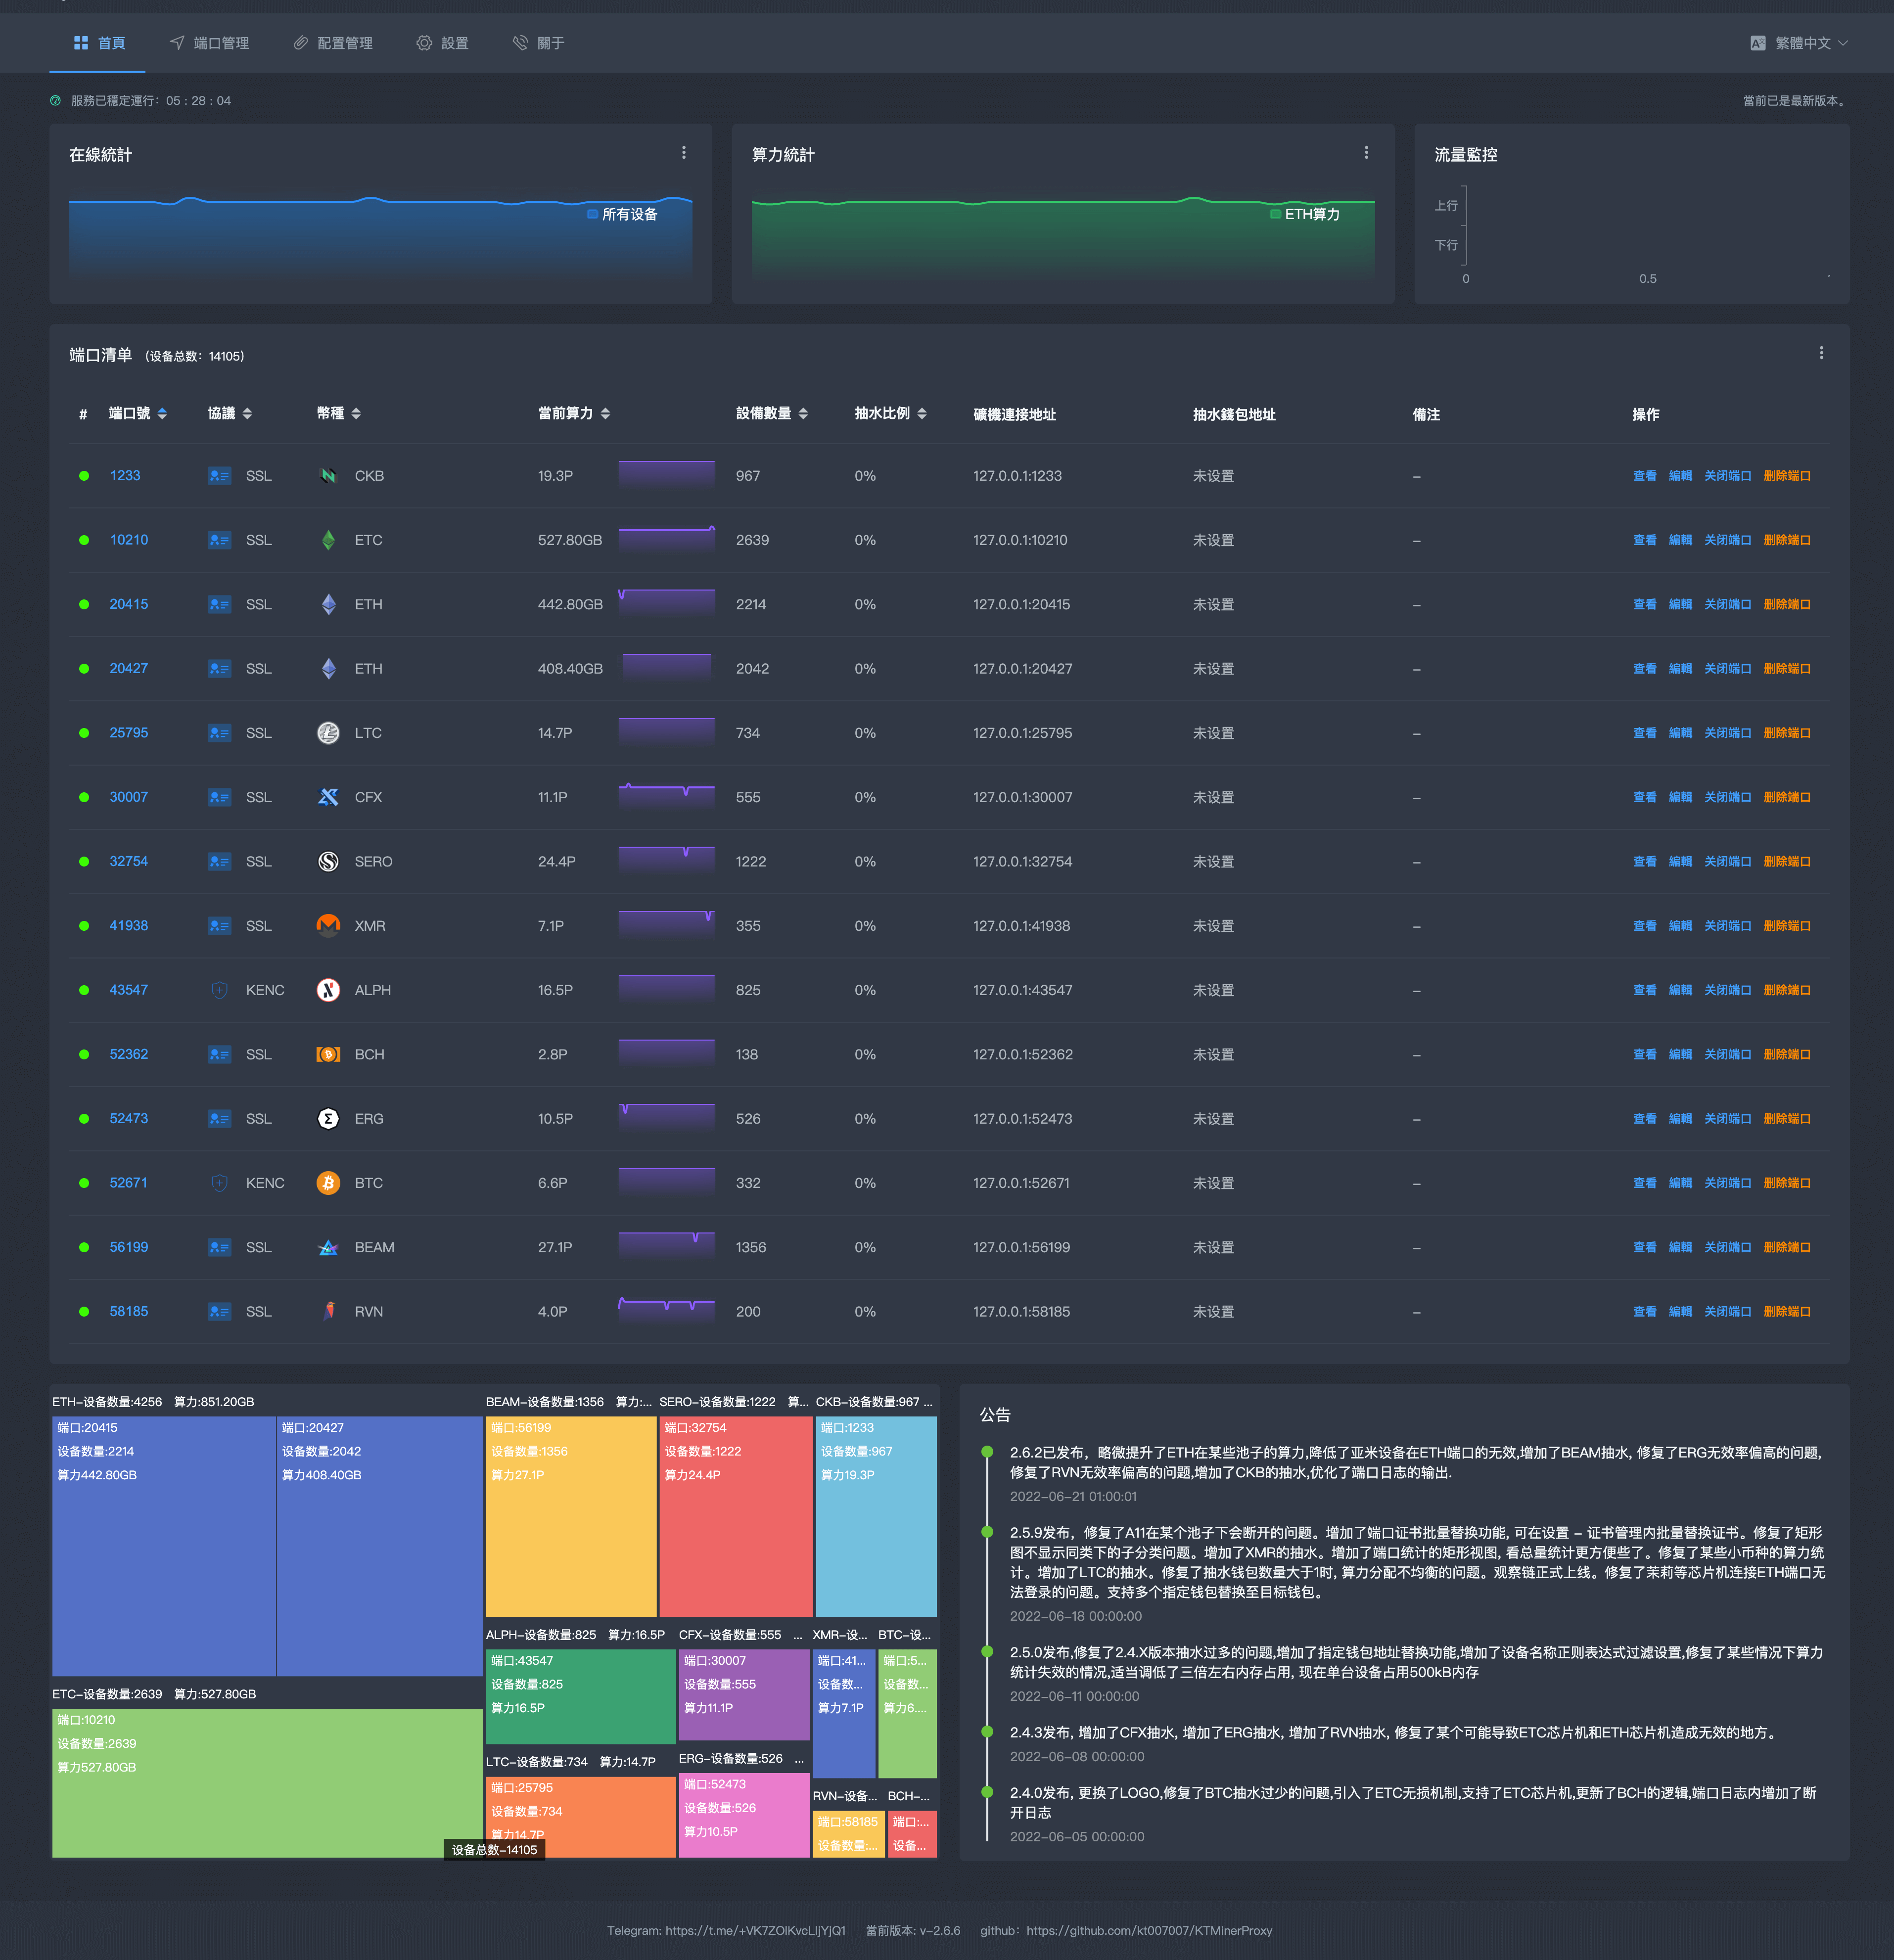 首頁 端口管理 配置管理 設置 關于 繁體中文
服務已穩定運行: 05 : 28 : 04 當前已是最新版本。
在線統計
所有设备
算力統計
ETH算力
流量監控
上行
下行
0 0.5
端口清单 (设备总数: 14105)
# 端口號 協議 幣種 當前算力 設備數量 抽水比例 礦機連接地址 抽水錢包地址 備注 操作
1233 SSL CKB 19.3P 967 0% 127.0.0.1:1233 未设置 – 查看 編輯 关闭端口 删除端口
10210 SSL ETC 527.80GB 2639 0% 127.0.0.1:10210 未设置 – 查看 編輯 关闭端口 删除端口
20415 SSL ETH 442.80GB 2214 0% 127.0.0.1:20415 未设置 – 查看 編輯 关闭端口 删除端口
20427 SSL ETH 408.40GB 2042 0% 127.0.0.1:20427 未设置 – 查看 編輯 关闭端口 删除端口
25795 SSL LTC 14.7P 734 0% 127.0.0.1:25795 未设置 – 查看 編輯 关闭端口 删除端口
30007 SSL CFX 11.1P 555 0% 127.0.0.1:30007 未设置 – 查看 編輯 关闭端口 删除端口
32754 SSL SERO 24.4P 1222 0% 127.0.0.1:32754 未设置 – 查看 編輯 关闭端口 删除端口
41938 SSL XMR 7.1P 355 0% 127.0.0.1:41938 未设置 – 查看 編輯 关闭端口 删除端口
43547 KENC ALPH 16.5P 825 0% 127.0.0.1:43547 未设置 – 查看 編輯 关闭端口 删除端口
52362 SSL BCH 2.8P 138 0% 127.0.0.1:52362 未设置 – 查看 編輯 关闭端口 删除端口
52473 SSL ERG 10.5P 526 0% 127.0.0.1:52473 未设置 – 查看 編輯 关闭端口 删除端口
52671 KENC BTC 6.6P 332 0% 127.0.0.1:52671 未设置 – 查看 編輯 关闭端口 删除端口
56199 SSL BEAM 27.1P 1356 0% 127.0.0.1:56199 未设置 – 查看 編輯 关闭端口 删除端口
58185 SSL RVN 4.0P 200 0% 127.0.0.1:58185 未设置 – 查看 編輯 关闭端口 删除端口
ETH-设备数量:4256 算力:851.20GB
端口:20415
设备数量:2214
算力442.80GB
端口:20427
设备数量:2042
算力408.40GB
ETC-设备数量:2639 算力:527.80GB
端口:10210
设备数量:2639
算力527.80GB
BEAM-设备数量:1356 算力:...
端口:56199
设备数量:1356
算力27.1P
SERO-设备数量:1222 算...
端口:32754
设备数量:1222
算力24.4P
CKB-设备数量:967 ...
端口:1233
设备数量:967
算力19.3P
ALPH-设备数量:825 算力:16.5P
端口:43547
设备数量:825
算力16.5P
LTC-设备数量:734 算力:14.7P
端口:25795
设备数量:734
算力14.7P
设备总数-14105
CFX-设备数量:555 ...
端口:30007
设备数量:555
算力11.1P
ERG-设备数量:526 ...
端口:52473
设备数量:526
算力10.5P
XMR-设...
端口:41...
设备数...
算力7.1P
BTC-设...
端口:5...
设备数...
算力6....
RVN-设备...
端口:58185
设备数量:...
BCH-...
端口:...
设备...
公告
2.6.2已发布，略微提升了ETH在某些池子的算力,降低了亚米设备在ETH端口的无效,增加了BEAM抽水, 修复了ERG无效率偏高的问题,
修复了RVN无效率偏高的问题,增加了CKB的抽水,优化了端口日志的输出.
2022-06-21 01:00:01
2.5.9发布，修复了A11在某个池子下会断开的问题。增加了端口证书批量替换功能, 可在设置 – 证书管理内批量替换证书。修复了矩形
图不显示同类下的子分类问题。增加了XMR的抽水。增加了端口统计的矩形视图, 看总量统计更方便些了。修复了某些小币种的算力统
计。增加了LTC的抽水。修复了抽水钱包数量大于1时, 算力分配不均衡的问题。观察链正式上线。修复了茉莉等芯片机连接ETH端口无
法登录的问题。支持多个指定钱包替换至目标钱包。
2022-06-18 00:00:00
2.5.0发布,修复了2.4.X版本抽水过多的问题,增加了指定钱包地址替换功能,增加了设备名称正则表达式过滤设置,修复了某些情况下算力
统计失效的情况,适当调低了三倍左右内存占用, 现在单台设备占用500kB内存
2022-06-11 00:00:00
2.4.3发布, 增加了CFX抽水, 增加了ERG抽水, 增加了RVN抽水, 修复了某个可能导致ETC芯片机和ETH芯片机造成无效的地方。
2022-06-08 00:00:00
2.4.0发布, 更换了LOGO,修复了BTC抽水过少的问题,引入了ETC无损机制,支持了ETC芯片机,更新了BCH的逻辑,端口日志内增加了断
开日志
2022-06-05 00:00:00
Telegram: https://t.me/+VK7ZOlKvcLljYjQ1 當前版本: v-2.6.6 github：https://github.com/kt007007/KTMinerProxy